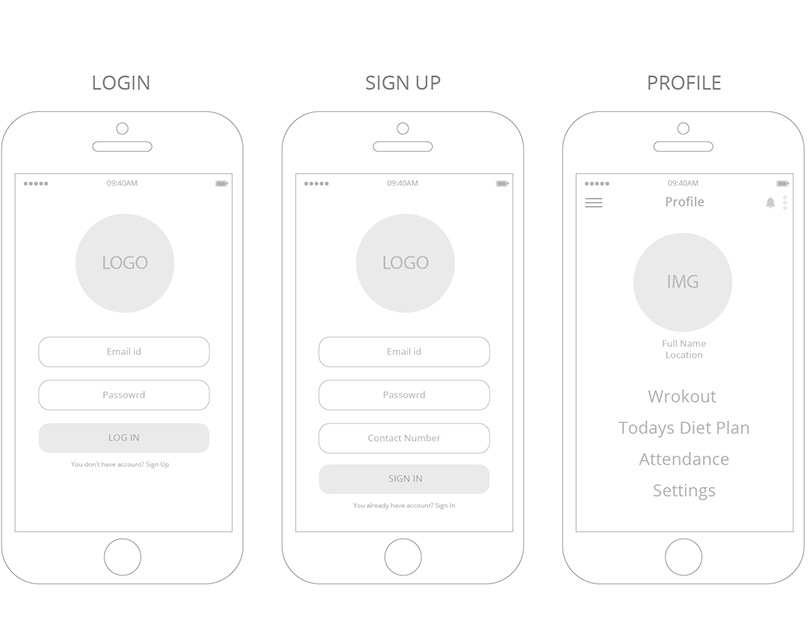 LOGIN
09:40AM
LOGO
Email id
Passowrd
LOG IN
You don't have account? Sign Up
SIGN UP
09:40AM
LOGO
Email id
Passowrd
Contact Number
SIGN IN
You already have account? Sign In
PROFILE
09:40AM
Profile
IMG
Full Name
Location
Wrokout
Todays Diet Plan
Attendance
Settings